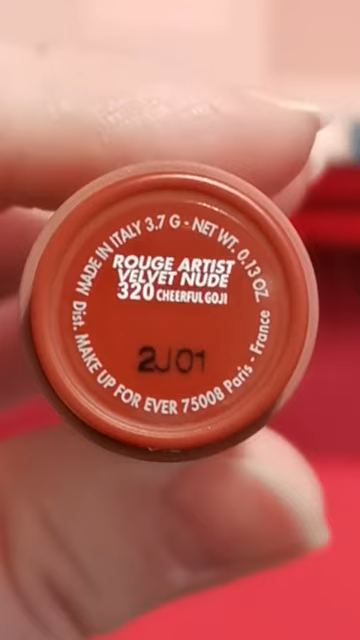 MADE IN ITALY 3.7 G - NET WT. 0.13 OZ.
ROUGE ARTIST
VELVET NUDE
320 CHEERFUL GOJI
2J01
Dist. MAKE UP FOR EVER 75008 Paris - France